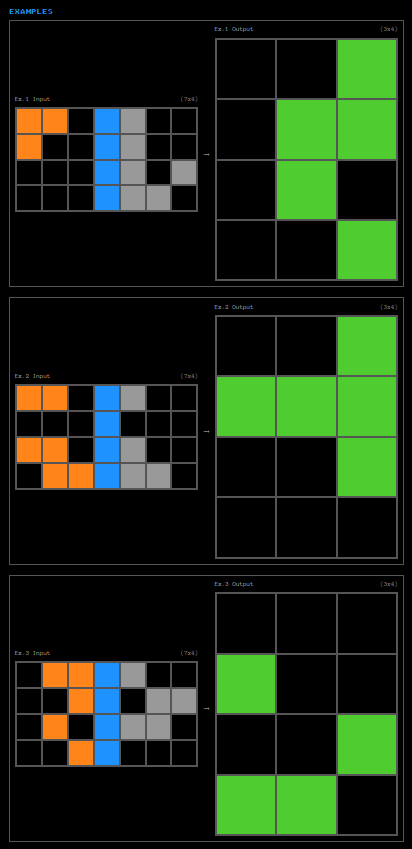 EXAMPLES
Ex.1 Output (3x4)
Ex.1 Input (7x4)
→
Ex.2 Output (3x4)
Ex.2 Input (7x4)
→
Ex.3 Output (3x4)
Ex.3 Input (7x4)
→